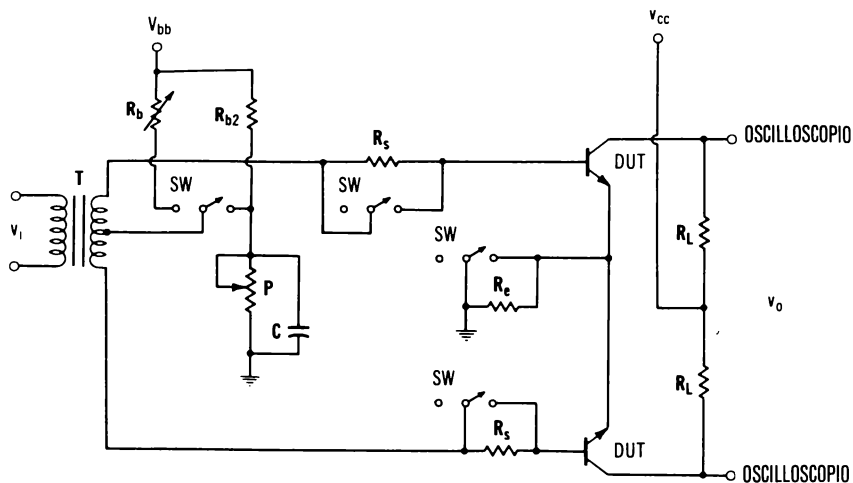 V_bb
v_cc
R_b
R_b2
R_s
OSCILLOSCOPIO
DUT
T
SW
SW
v_i
R_L
SW
P
R_e
v_o
C
SW
R_L
R_s
DUT
OSCILLOSCOPIO